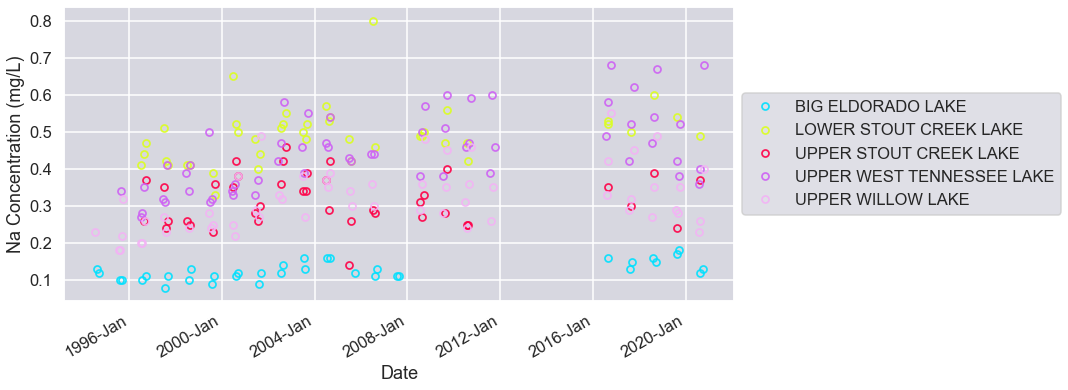 Na Concentration (mg/L)
0.8
0.7
0.6
0.5
0.4
0.3
0.2
0.1
1996-Jan
2000-Jan
2004-Jan
2008-Jan
2012-Jan
2016-Jan
2020-Jan
Date
BIG ELDORADO LAKE
LOWER STOUT CREEK LAKE
UPPER STOUT CREEK LAKE
UPPER WEST TENNESSEE LAKE
UPPER WILLOW LAKE